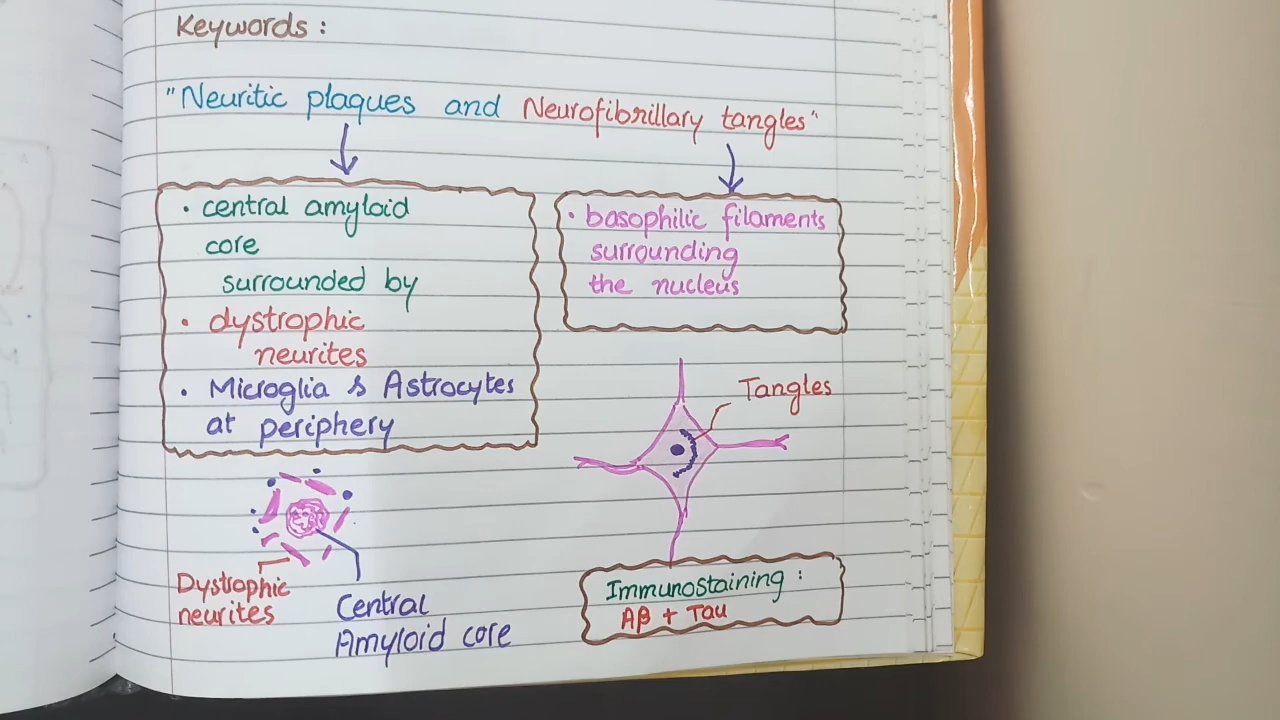 Keywords :
"Neuritic plaques and Neurofibrillary tangles"
• central amyloid
core
surrounded by
• dystrophic
neurites
• Microglia & Astrocytes
at periphery
• basophilic filaments
surrounding
the nucleus
Tangles
Dystrophic
neurites
Central
Amyloid core
Immunostaining :
Aβ + Tau